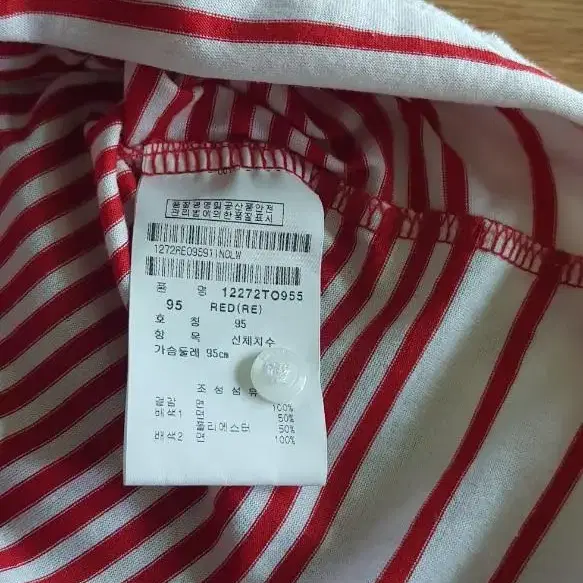 품질경영및공산품안전
관리법에의한품질표시
1272RE09591INOLW
품 명 12272TO955
95 RED(RE)
호 칭 95
항 목 신체치수
가슴둘레 95cm
조성섬유
겉감 면 100%
배색1 면 50%
폴리에스터 50%
배색2 면 100%